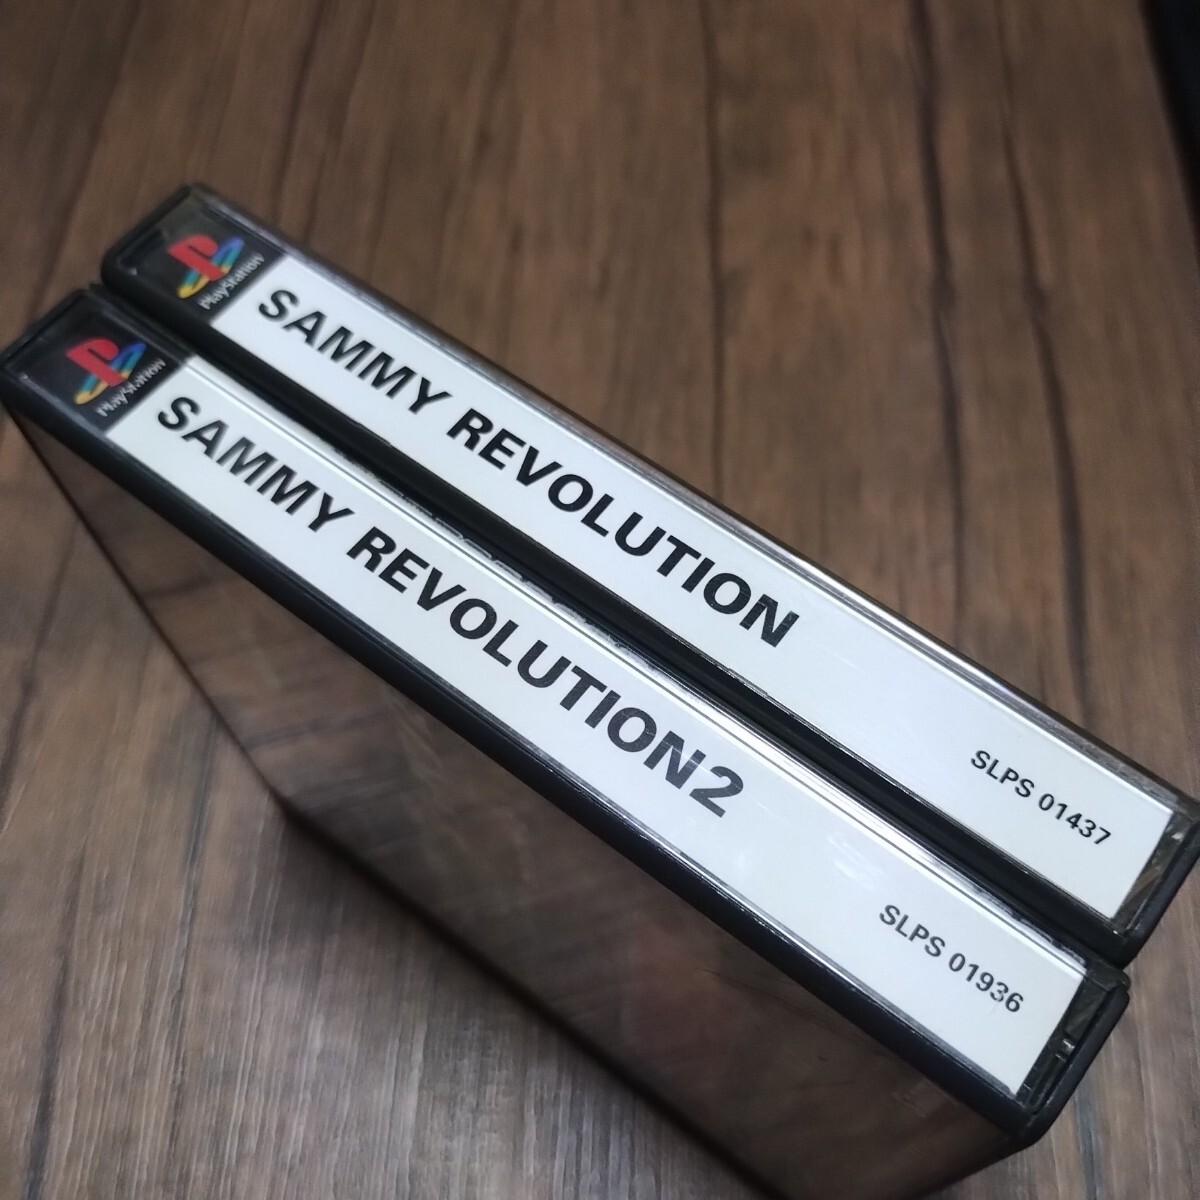 PlayStation
SAMMY REVOLUTION
SLPS 01437
PlayStation
SAMMY REVOLUTION2
SLPS 01936